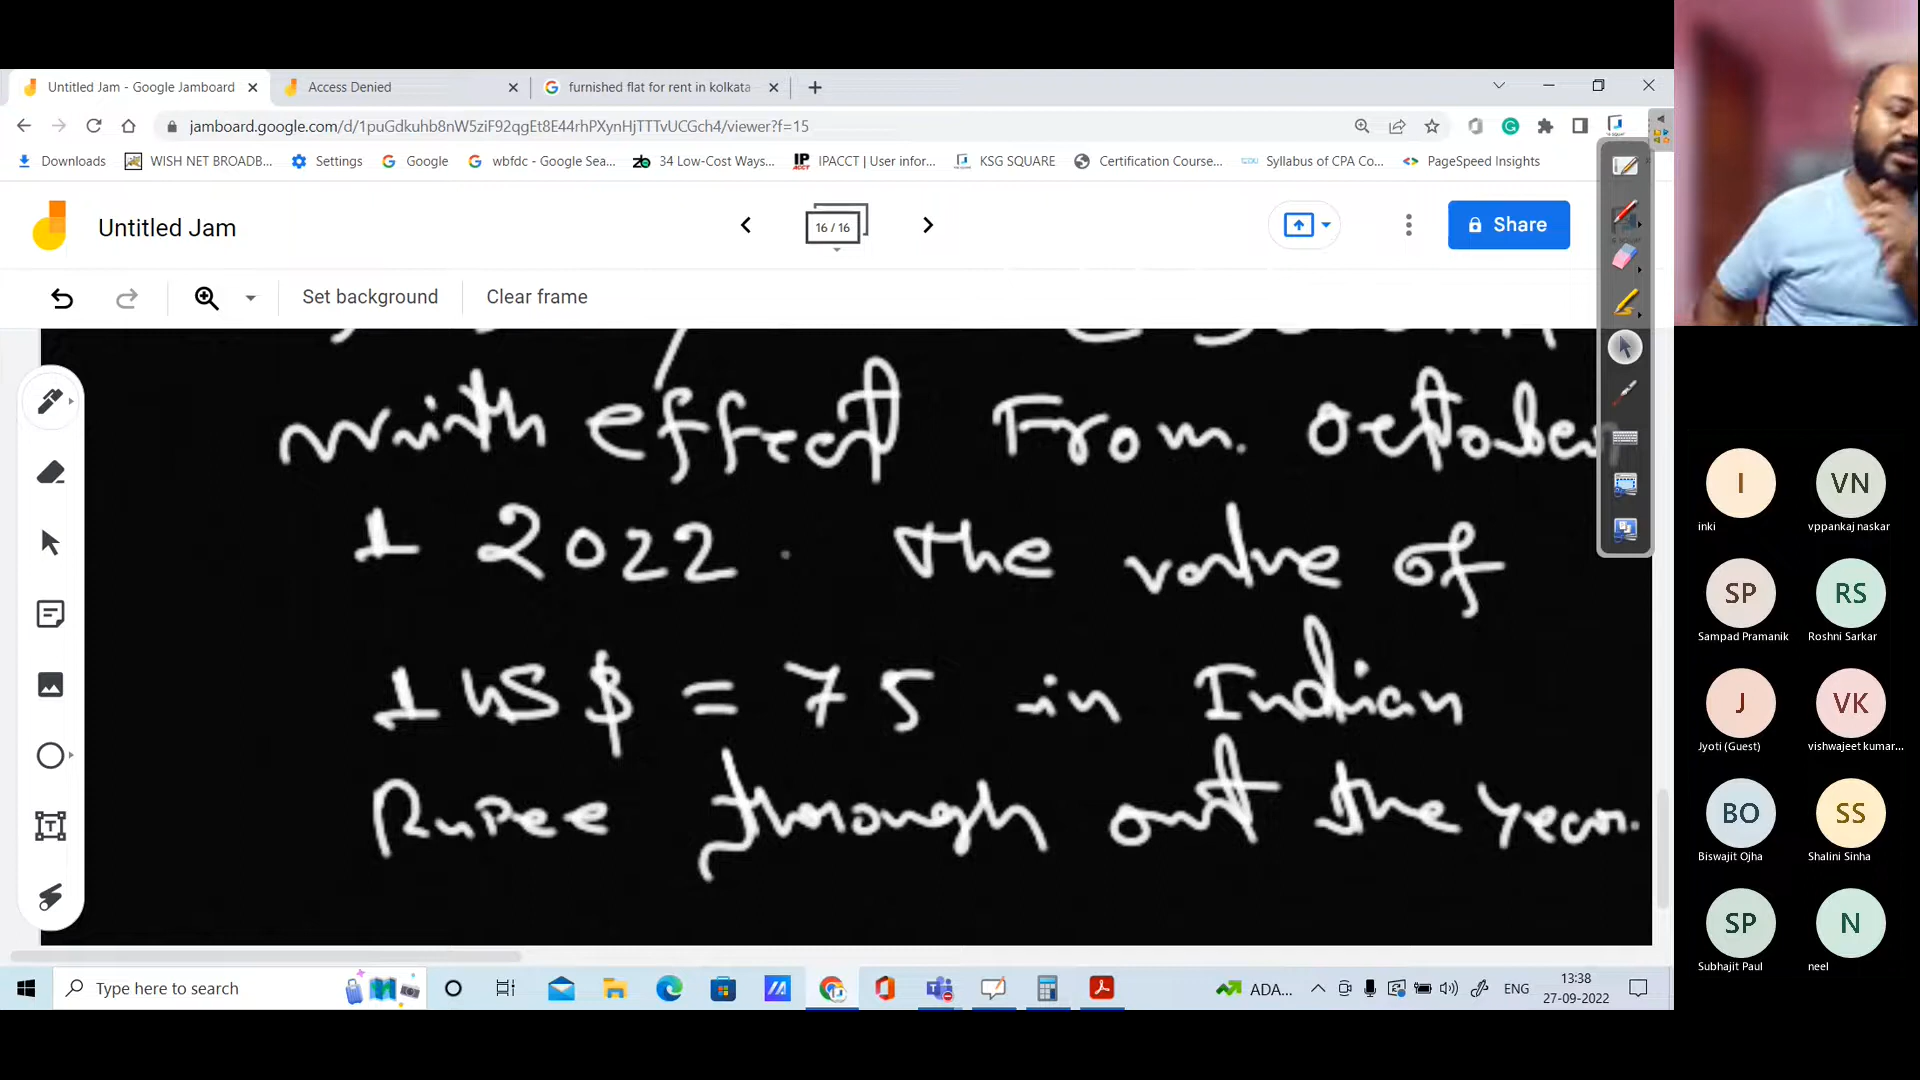 Untitled Jam - Google Jamboard
Access Denied
furnished flat for rent in kolkata
jamboard.google.com/d/1puGdkuhb8nW5ziF92qgEt8E44rhPXynHjTTTvUCGch4/viewer?f=15
Downloads WISH NET BROADB... Settings Google wbfdc - Google Sea... 34 Low-Cost Ways... IPACCT | User infor... KSG SQUARE Certification Course... Syllabus of CPA Co... PageSpeed Insights
Untitled Jam
16 / 16
Share
Set background
Clear frame
with effect From. October
1 2022. the value of
1 US $ = 75 in Indian
Rupee through out the year.
I
inki
VN
vppankaj naskar
SP
Sampad Pramanik
RS
Roshni Sarkar
J
Jyoti (Guest)
VK
vishwajeet kumar...
BO
Biswajit Ojha
SS
Shalini Sinha
SP
Subhajit Paul
N
neel
Type here to search
ADA...
ENG
13:38
27-09-2022